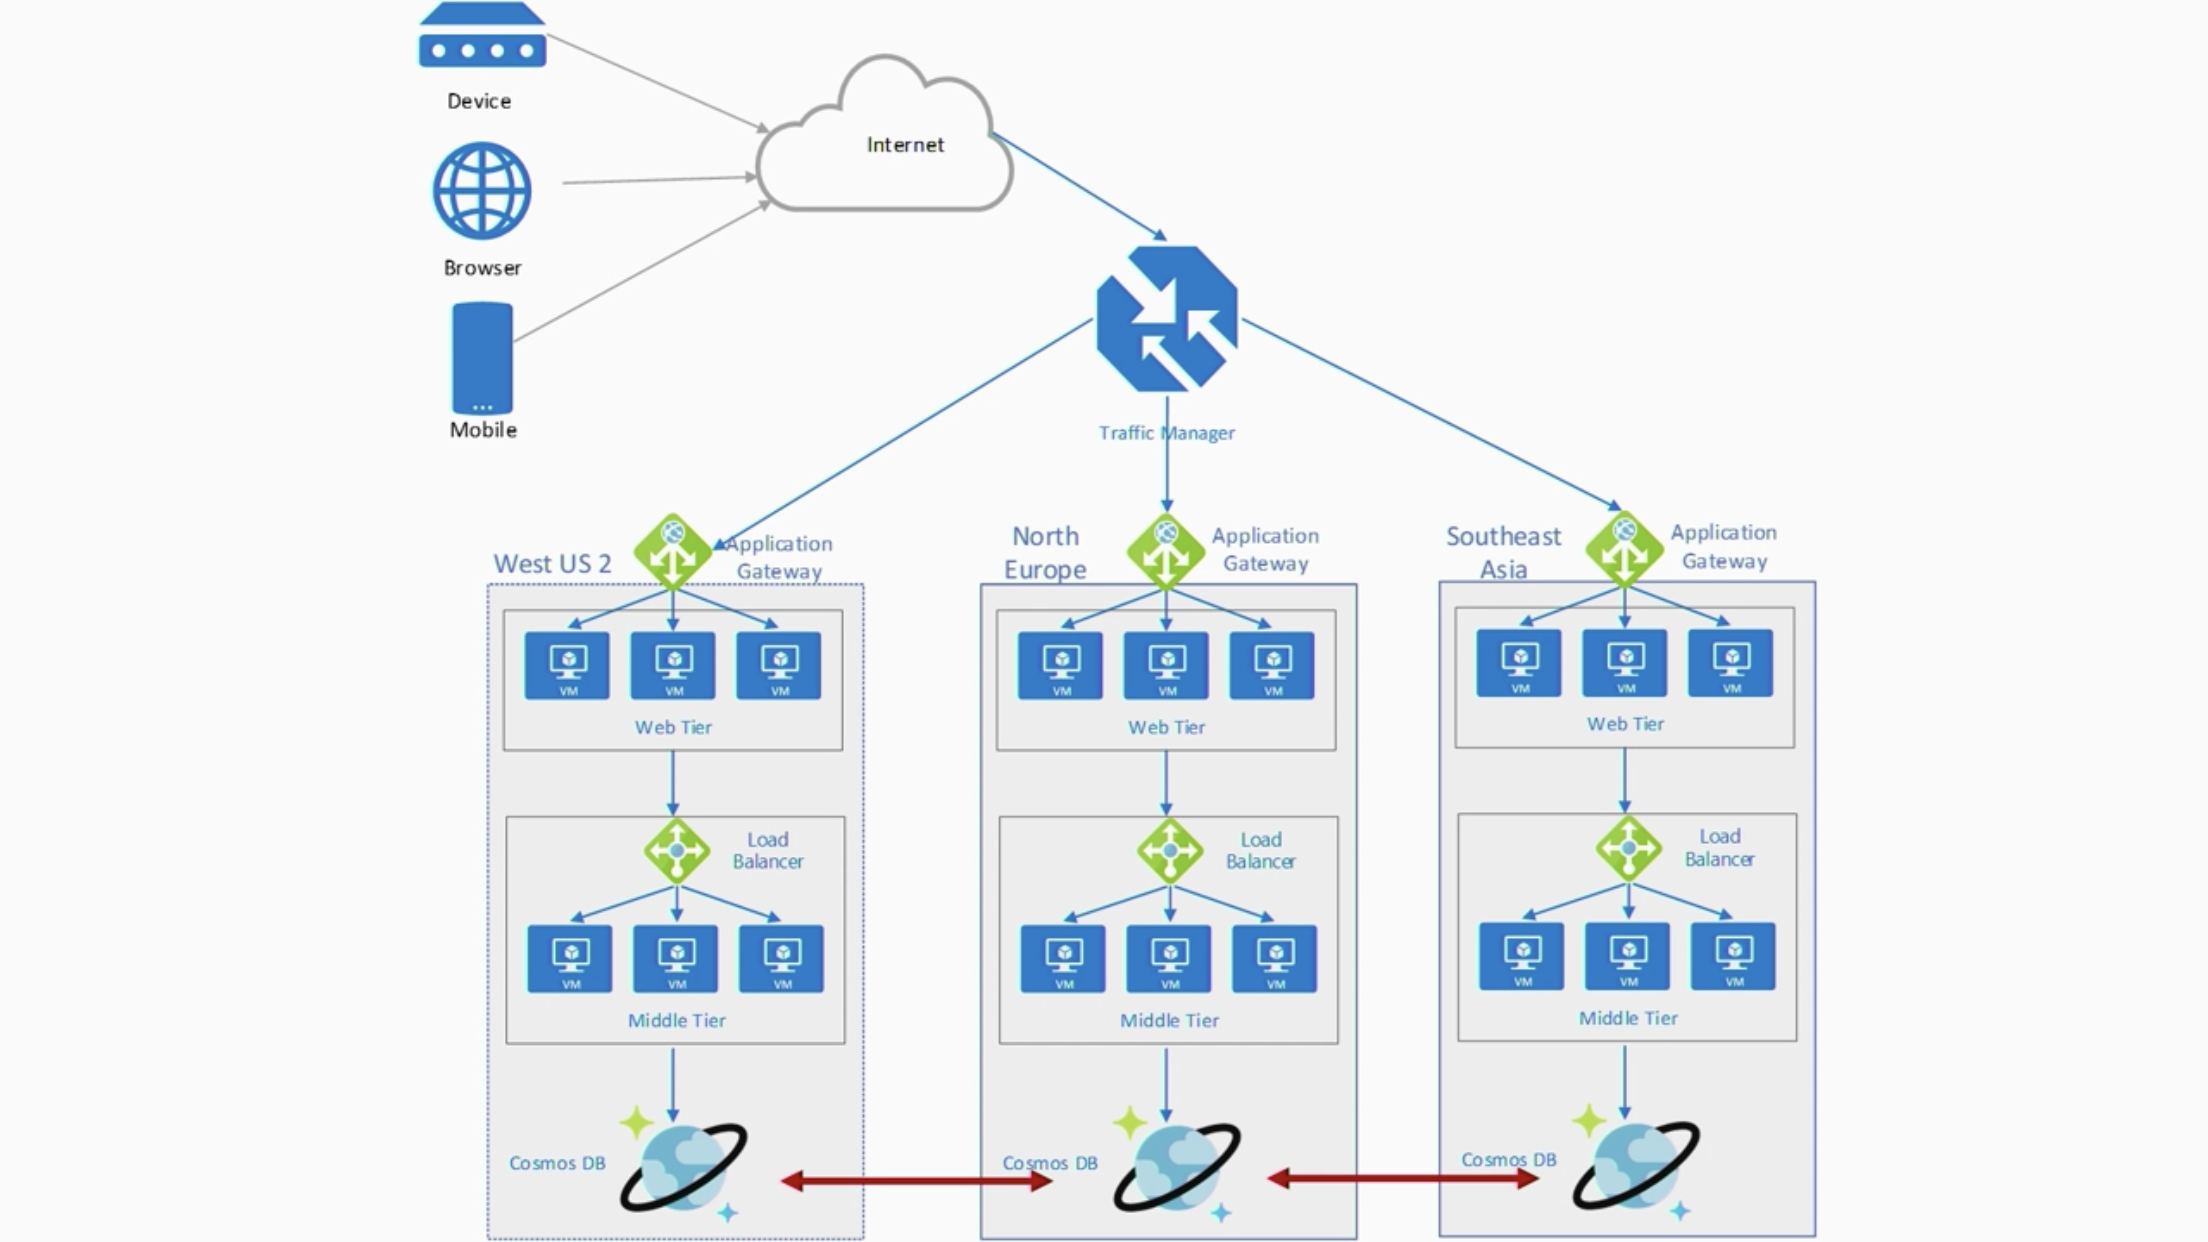 Device
Internet
Browser
Mobile
Traffic Manager
West US 2
Application
Gateway
North
Europe
Application
Gateway
Southeast
Asia
Application
Gateway
VM
VM
VM
Web Tier
VM
VM
VM
Web Tier
VM
VM
VM
Web Tier
Load
Balancer
VM
VM
VM
Middle Tier
Load
Balancer
VM
VM
VM
Middle Tier
Load
Balancer
VM
VM
VM
Middle Tier
Cosmos DB
Cosmos DB
Cosmos DB